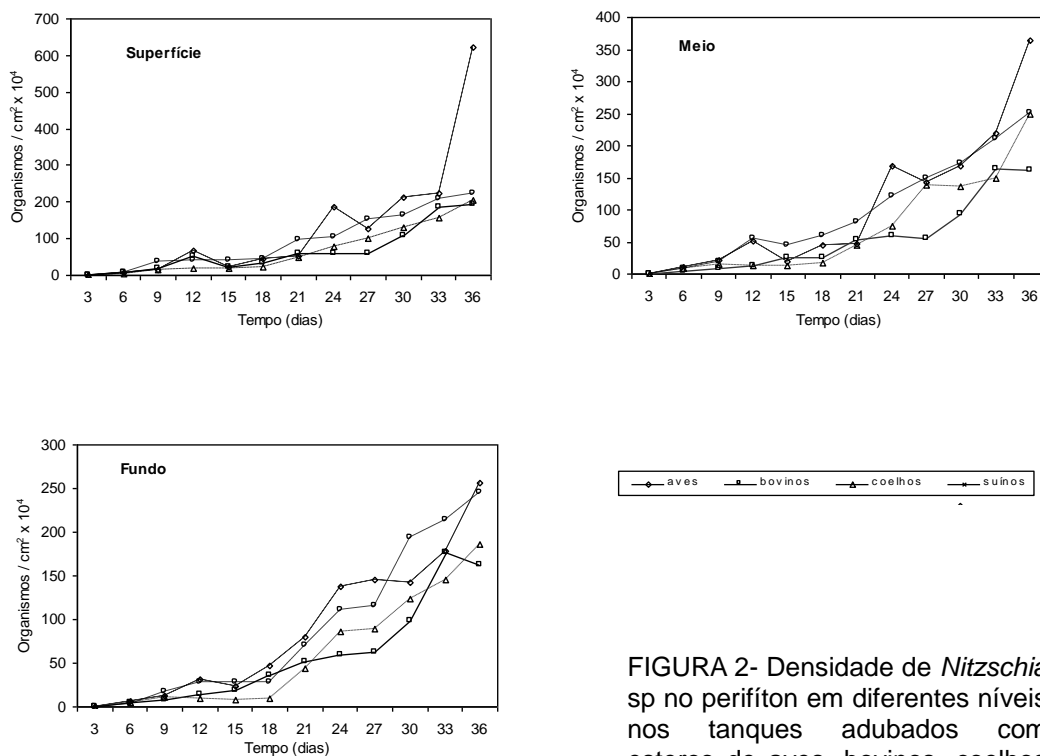 Superfície
Organismos / cm² x 10⁴
700
600
500
400
300
200
100
0
3 6 9 12 15 18 21 24 27 30 33 36
Tempo (dias)
Meio
Organismos / cm² x 10⁴
400
350
300
250
200
150
100
50
0
3 6 9 12 15 18 21 24 27 30 33 36
Tempo (dias)
Fundo
Organismos / cm² x 10⁴
300
250
200
150
100
50
0
3 6 9 12 15 18 21 24 27 30 33 36
Tempo (dias)
aves bovinos coelhos suínos
FIGURA 2- Densidade de Nitzschia
sp no perifíton em diferentes níveis
nos tanques adubados com
de aves, bovinos, coelhos